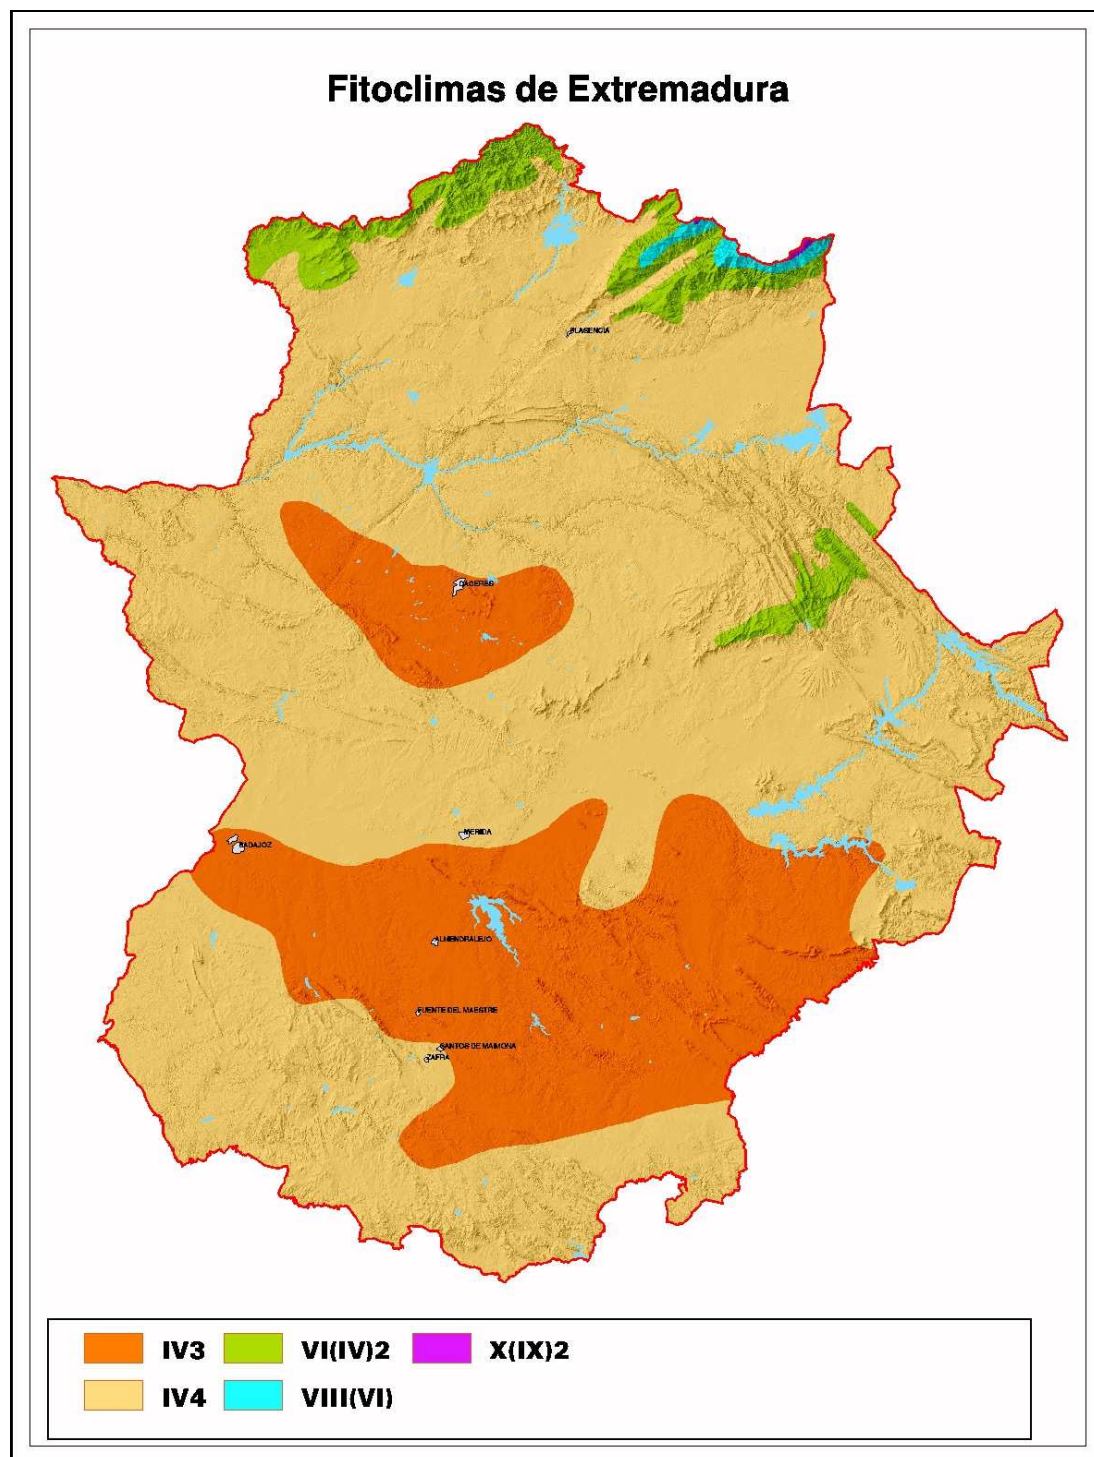 Fitoclimas de Extremadura
PLASENCIA
CACERES
MERIDA
BADAJOZ
ALMENDRALEJO
FUENTE DEL MAESTRE
SANTOS DE MAIMONA
ZAFRA
IV3 VI(IV)2 X(IX)2
IV4 VIII(VI)